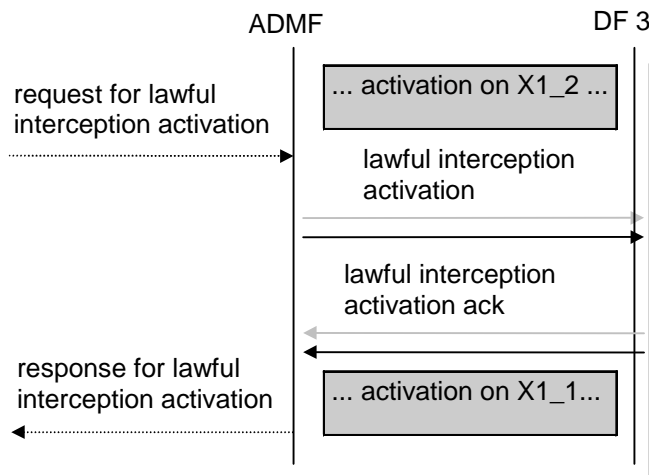 ADMF
DF 3
... activation on X1_2 ...
request for lawful
interception activation
lawful interception
activation
lawful interception
activation ack
response for lawful
interception activation
... activation on X1_1...